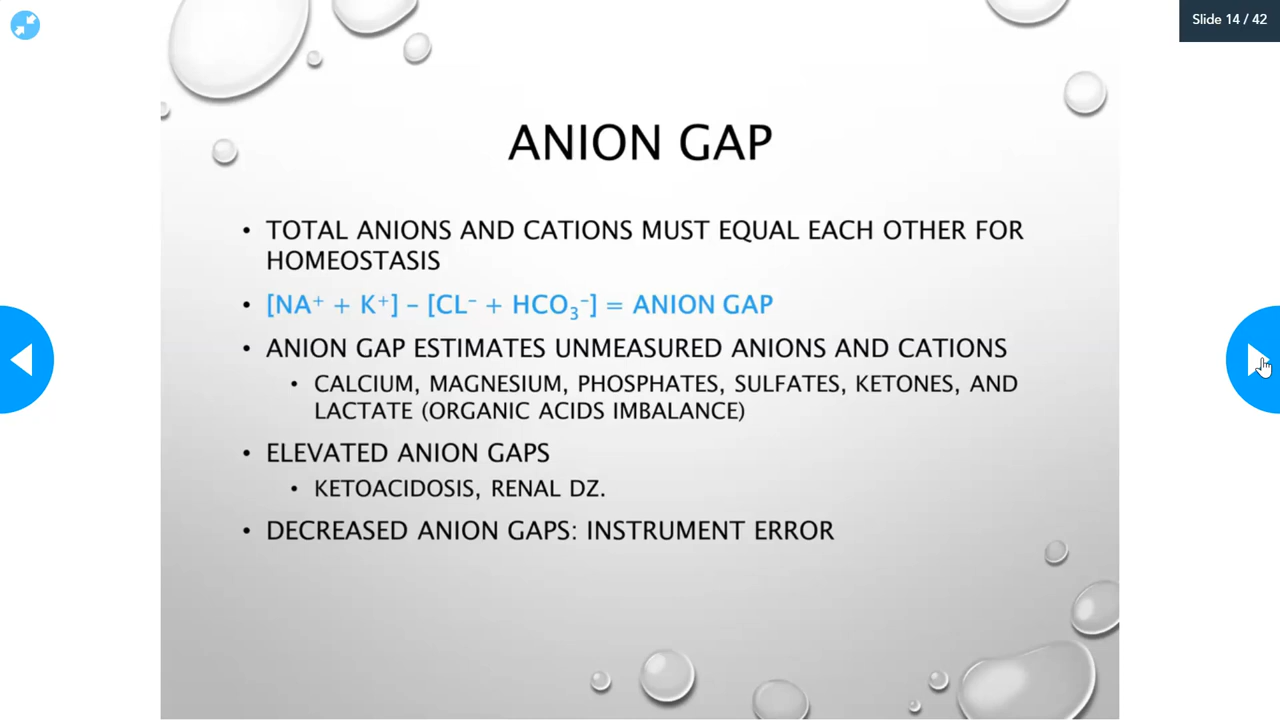 Slide 14 / 42
ANION GAP
• TOTAL ANIONS AND CATIONS MUST EQUAL EACH OTHER FOR
HOMEOSTASIS
• [NA⁺ + K⁺] – [CL⁻ + HCO₃⁻] = ANION GAP
• ANION GAP ESTIMATES UNMEASURED ANIONS AND CATIONS
• CALCIUM, MAGNESIUM, PHOSPHATES, SULFATES, KETONES, AND
LACTATE (ORGANIC ACIDS IMBALANCE)
• ELEVATED ANION GAPS
• KETOACIDOSIS, RENAL DZ.
• DECREASED ANION GAPS: INSTRUMENT ERROR